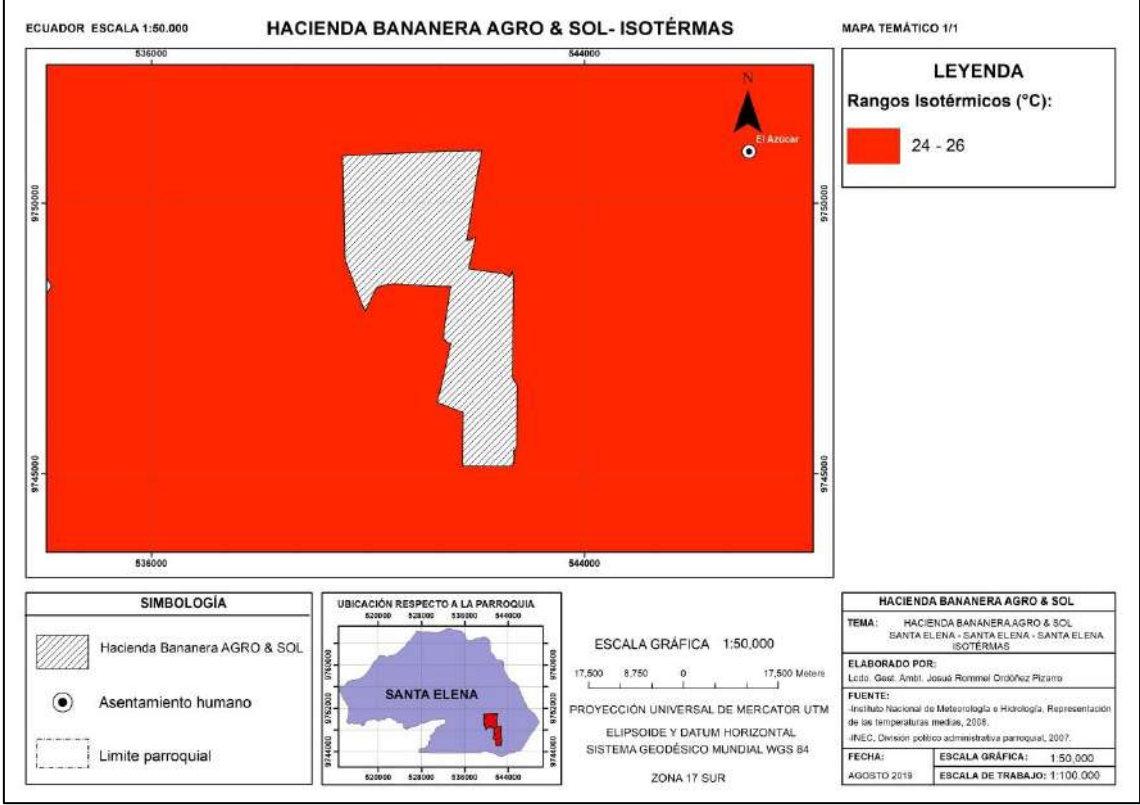 ECUADOR ESCALA 1:50.000
HACIENDA BANANERA AGRO & SOL- ISOTÉRMAS
MAPA TEMÁTICO 1/1
536000
544000
9750000
9750000
9745000
9745000
536000
544000
N
El Azúcar
LEYENDA
Rangos Isotérmicos (°C):
24 - 26
SIMBOLOGÍA
Hacienda Bananera AGRO & SOL
Asentamiento humano
Limite parroquial
UBICACIÓN RESPECTO A LA PARROQUIA
520000 528000 536000 544000
9760000
9760000
9752000
9752000
9744000
9744000
SANTA ELENA
520000 528000 536000 544000
ESCALA GRÁFICA 1:50,000
17,500 8,750 0 17,500 Meters
PROYECCIÓN UNIVERSAL DE MERCATOR UTM
ELIPSOIDE Y DATUM HORIZONTAL
SISTEMA GEODÉSICO MUNDIAL WGS 84
ZONA 17 SUR
HACIENDA BANANERA AGRO & SOL
TEMA: HACIENDA BANANERA AGRO & SOL
SANTA ELENA - SANTA ELENA - SANTA ELENA
ISOTÉRMAS
ELABORADO POR:
Lcdo. Gest. Ambt. Josué Rommel Ordóñez Pizarro
FUENTE:
-Instituto Nacional de Meteorología e Hidrología, Representación
de las temperaturas medias, 2008.
-INEC, División político administrativa parroquial, 2007.
FECHA:
AGOSTO 2019
ESCALA GRÁFICA: 1:50,000
ESCALA DE TRABAJO: 1:100.000